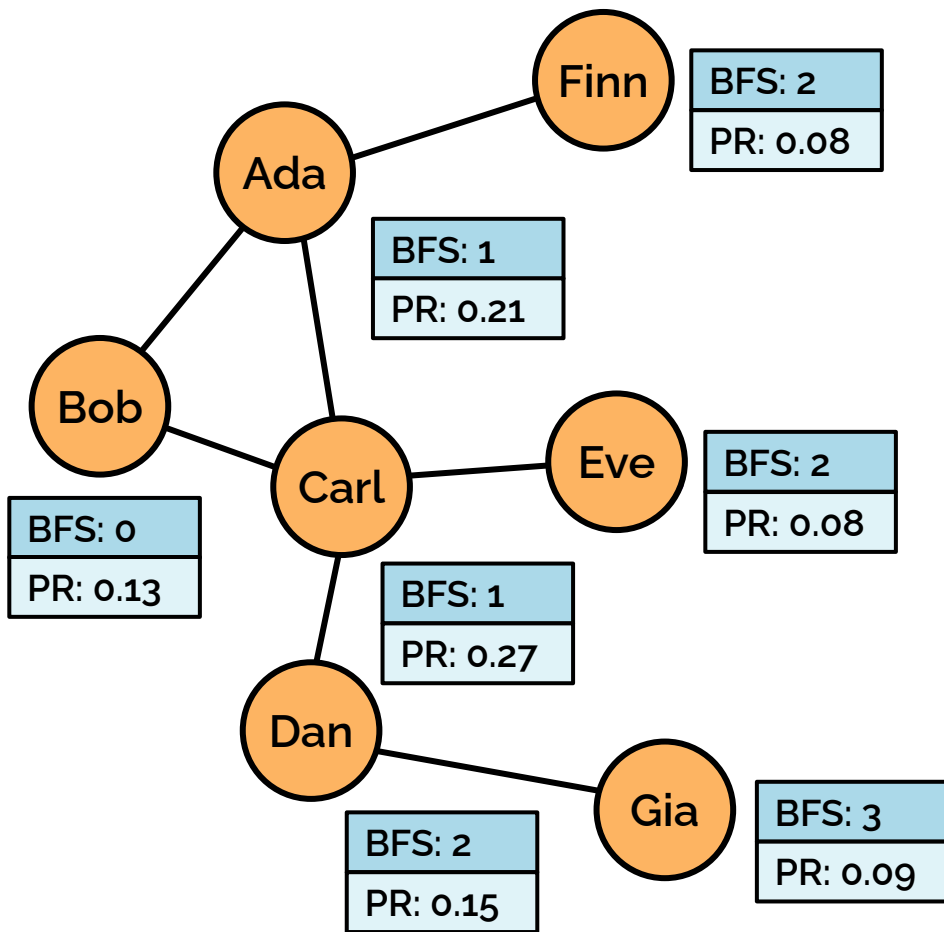 Finn
BFS: 2
PR: 0.08
Ada
BFS: 1
PR: 0.21
Bob
BFS: 0
PR: 0.13
Carl
BFS: 1
PR: 0.27
Eve
BFS: 2
PR: 0.08
Dan
BFS: 2
PR: 0.15
Gia
BFS: 3
PR: 0.09